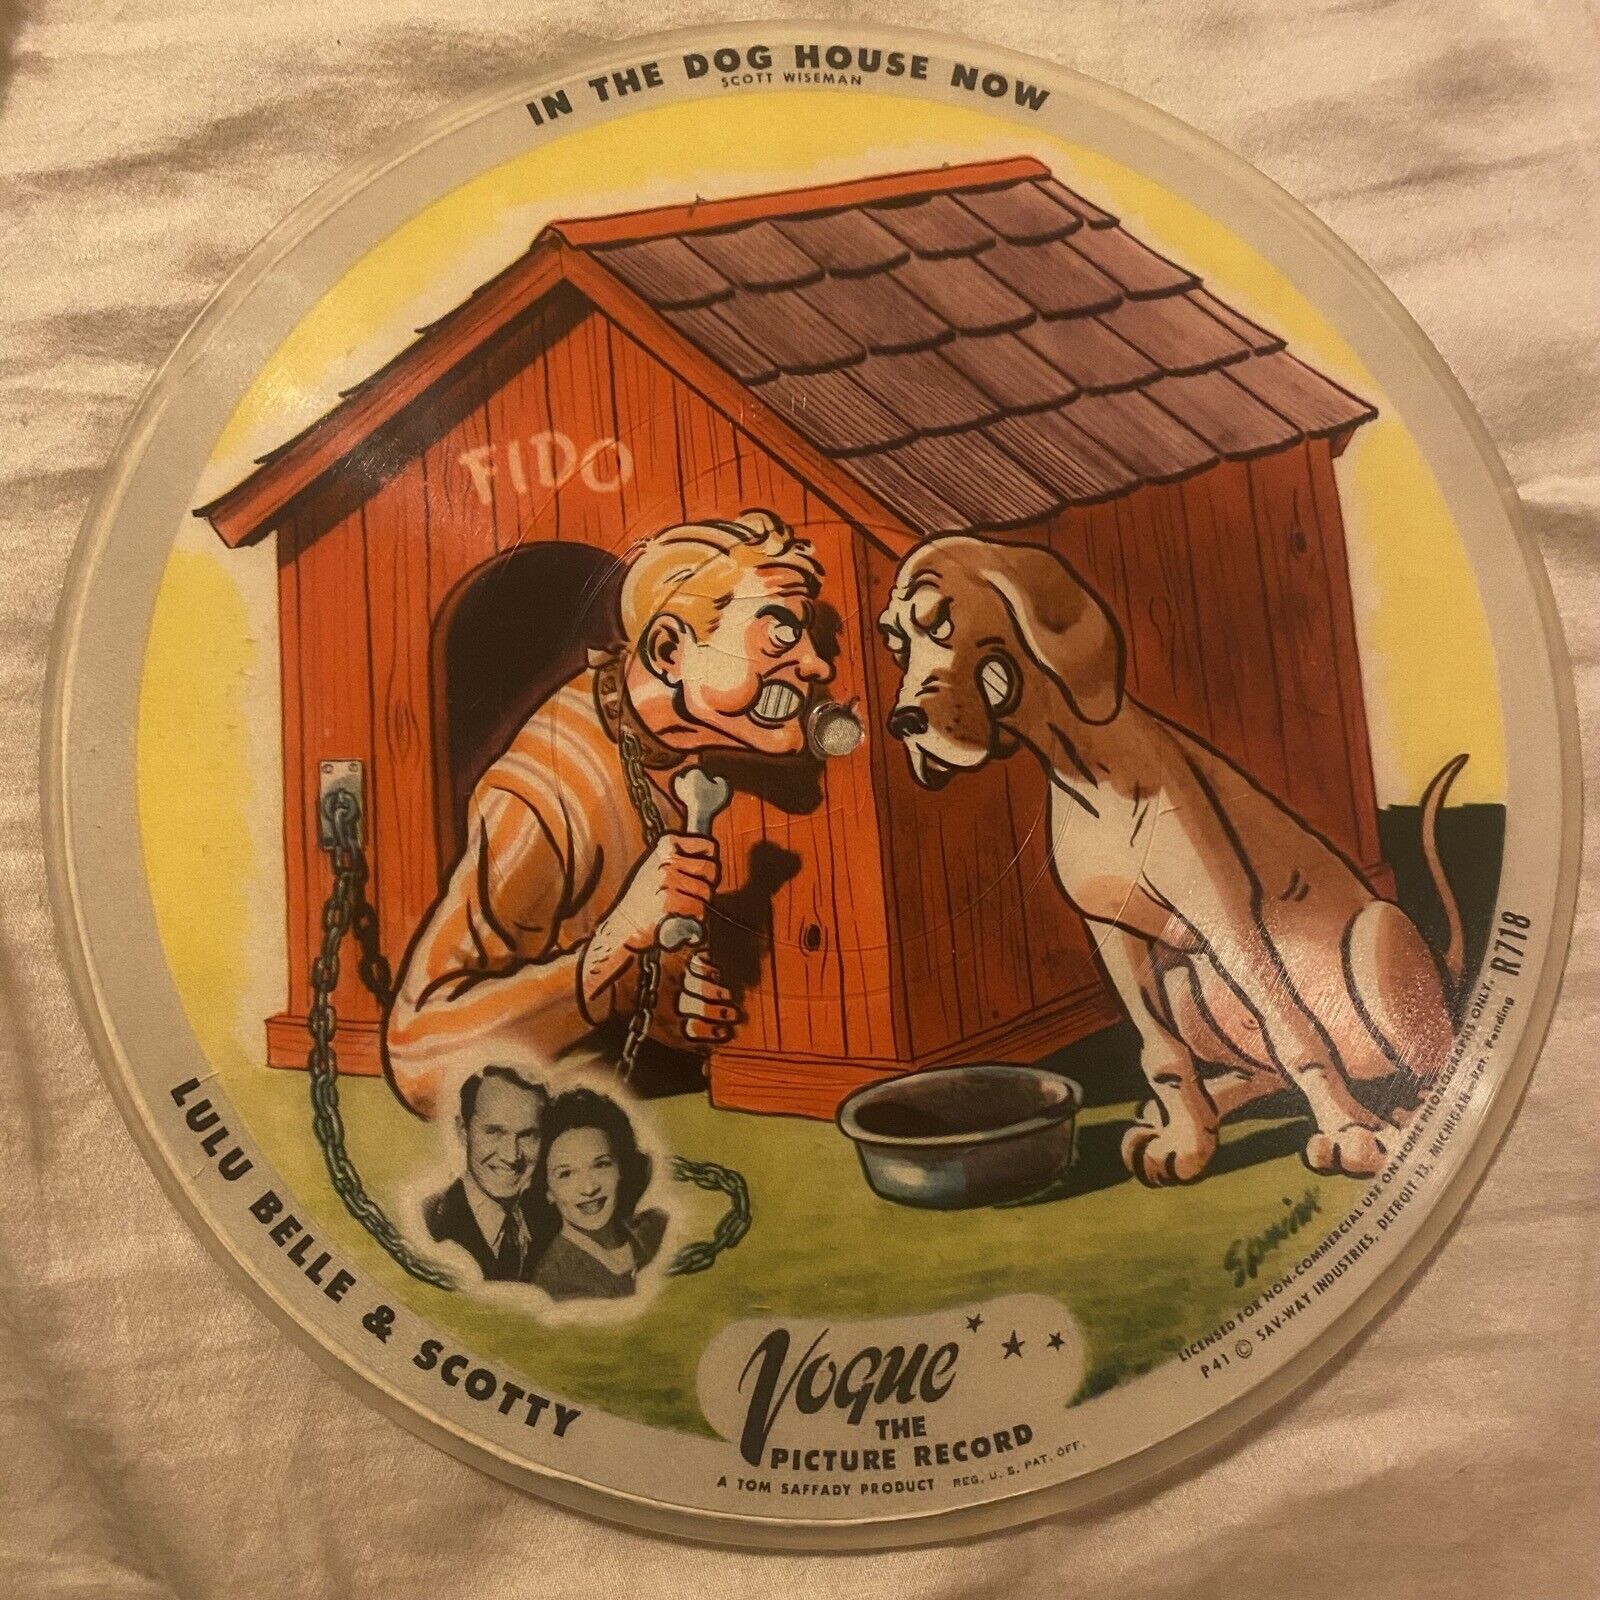 IN THE DOG HOUSE NOW
SCOTT WISEMAN
FIDO
LULU BELLE & SCOTTY
Vogue
THE
PICTURE RECORD
A TOM SAFFADY PRODUCT REG. U. S. PAT. OFF.
LICENSED FOR NON-COMMERCIAL USE ON HOME PHONOGRAPHS ONLY.
P41 © SAV-WAY INDUSTRIES, DETROIT 13, MICHIGAN—Pat. Pending
R718